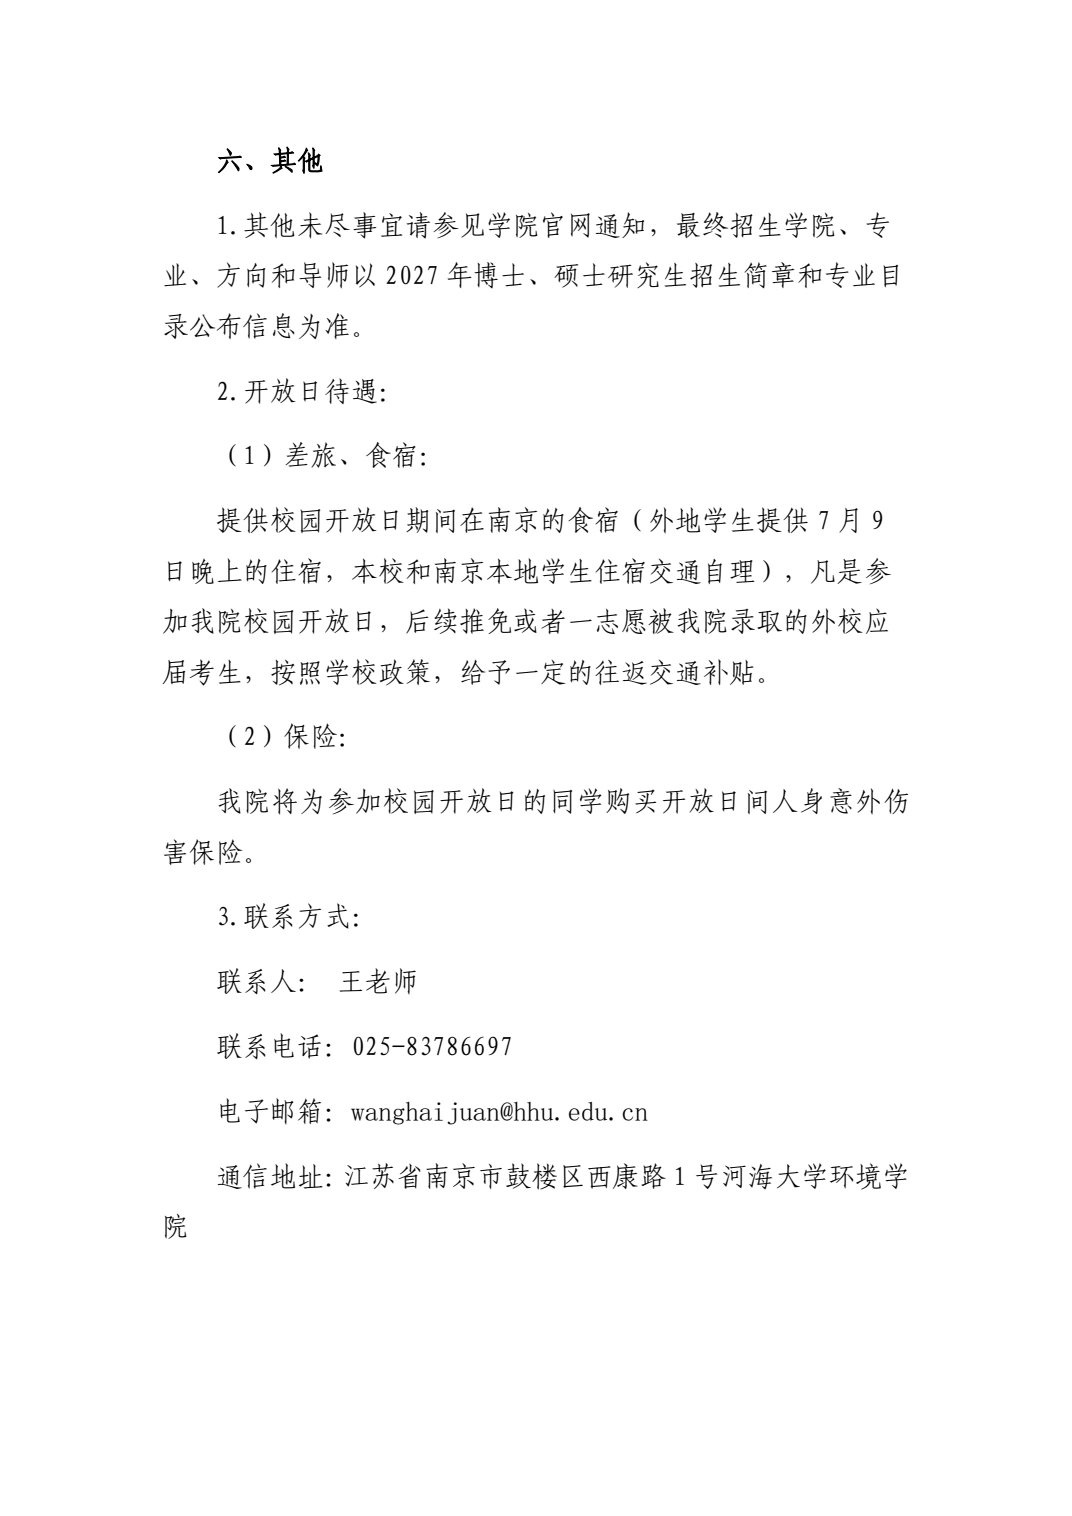 六、其他
1.其他未尽事宜请参见学院官网通知，最终招生学院、专
业、方向和导师以 2027 年博士、硕士研究生招生简章和专业目
录公布信息为准。
2.开放日待遇：
（1）差旅、食宿：
提供校园开放日期间在南京的食宿（外地学生提供 7 月 9
日晚上的住宿，本校和南京本地学生住宿交通自理），凡是参
加我院校园开放日，后续推免或者一志愿被我院录取的外校应
届考生，按照学校政策，给予一定的往返交通补贴。
（2）保险：
我院将为参加校园开放日的同学购买开放日间人身意外伤
害保险。
3.联系方式：
联系人： 王老师
联系电话：025-83786697
电子邮箱：wanghaijuan@hhu.edu.cn
通信地址：江苏省南京市鼓楼区西康路 1 号河海大学环境学
院